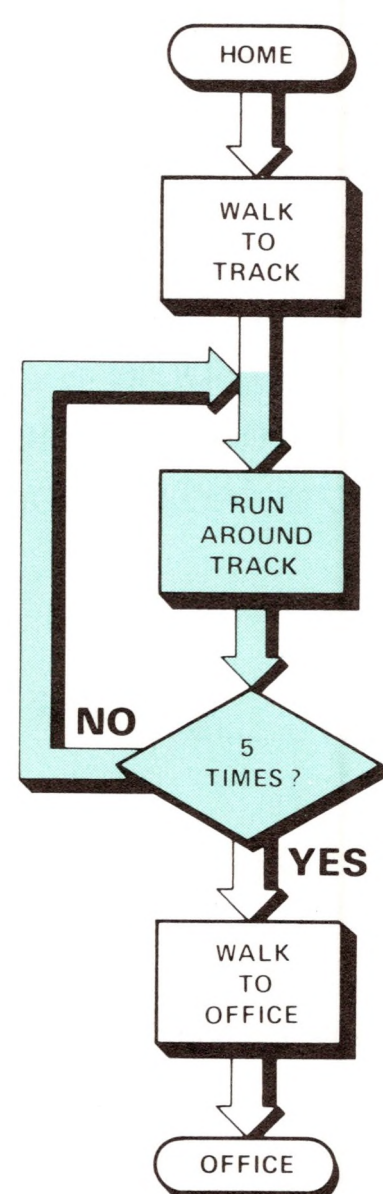 HOME
WALK
TO
TRACK
RUN
AROUND
TRACK
NO
5
TIMES ?
YES
WALK
TO
OFFICE
OFFICE